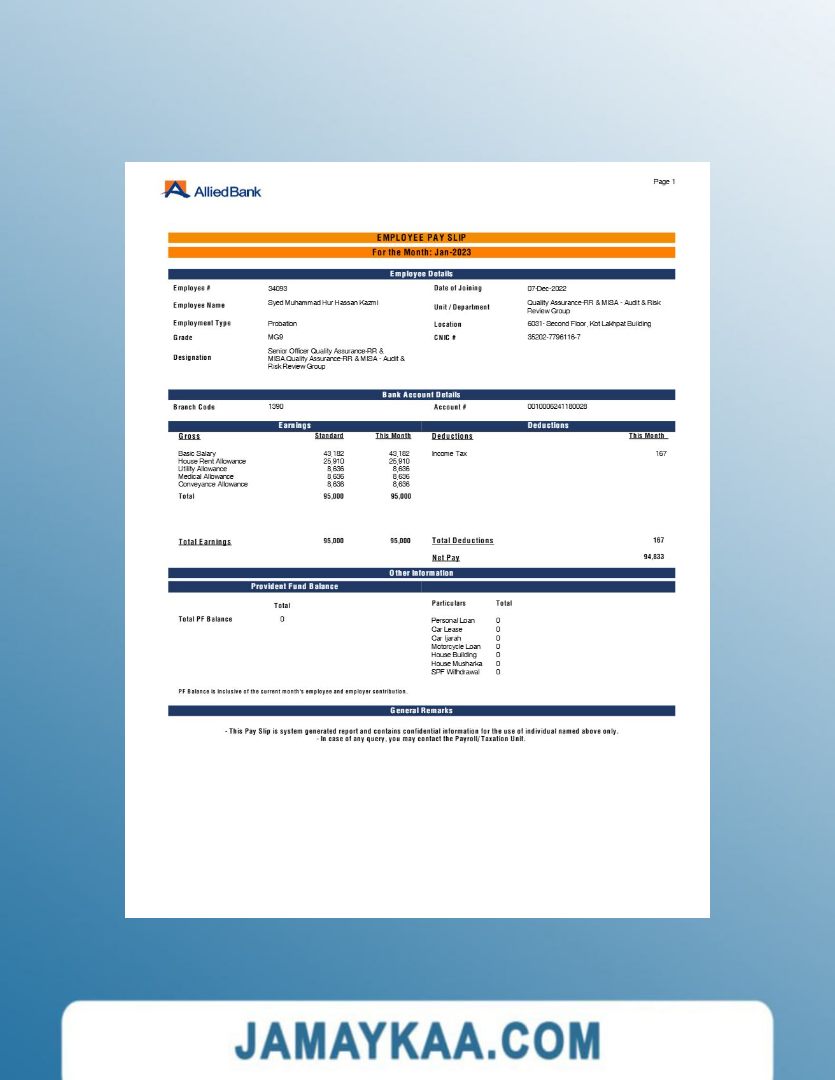 AlliedBank
Page 1
EMPLOYEE PAY SLIP
For the Month: Jan-2023
Employee Details
Employee # 34093 Date of Joining 07-Dec-2022
Employee Name Syed Muhammad Hur Hassan Kazmi Unit / Department Quality Assurance-RR & MISA - Audit & Risk
Review Group
Employment Type Probation Location 6031- Second Floor, Kot Lakhpat Building
Grade MG9 CNIC # 35202-7796116-7
Designation Senior Officer Quality Assurance-RR &
MISA,Quality Assurance-RR & MISA - Audit &
Risk Review Group
Bank Account Details
Branch Code 1390 Account # 0010006241180028
Earnings Deductions
Gross Standard This Month Deductions This Month
Basic Salary 43,182 43,182 Income Tax 167
House Rent Allowance 25,910 25,910
Utility Allowance 8,636 8,636
Medical Allowance 8,636 8,636
Conveyance Allowance 8,636 8,636
Total 95,000 95,000
Total Earnings 95,000 95,000 Total Deductions 167
Net Pay 94,833
Other Information
Provident Fund Balance
Total Particulars Total
Total PF Balance 0 Personal Loan 0
Car Lease 0
Car Ijarah 0
Motorcycle Loan 0
House Building 0
House Musharka 0
SPF Withdrawal 0
PF Balance is inclusive of the current month's employee and employer contribution.
General Remarks
- This Pay Slip is system generated report and contains confidential information for the use of individual named above only.
- In case of any query, you may contact the Payroll/ Taxation Unit.
JAMAYKAA.COM